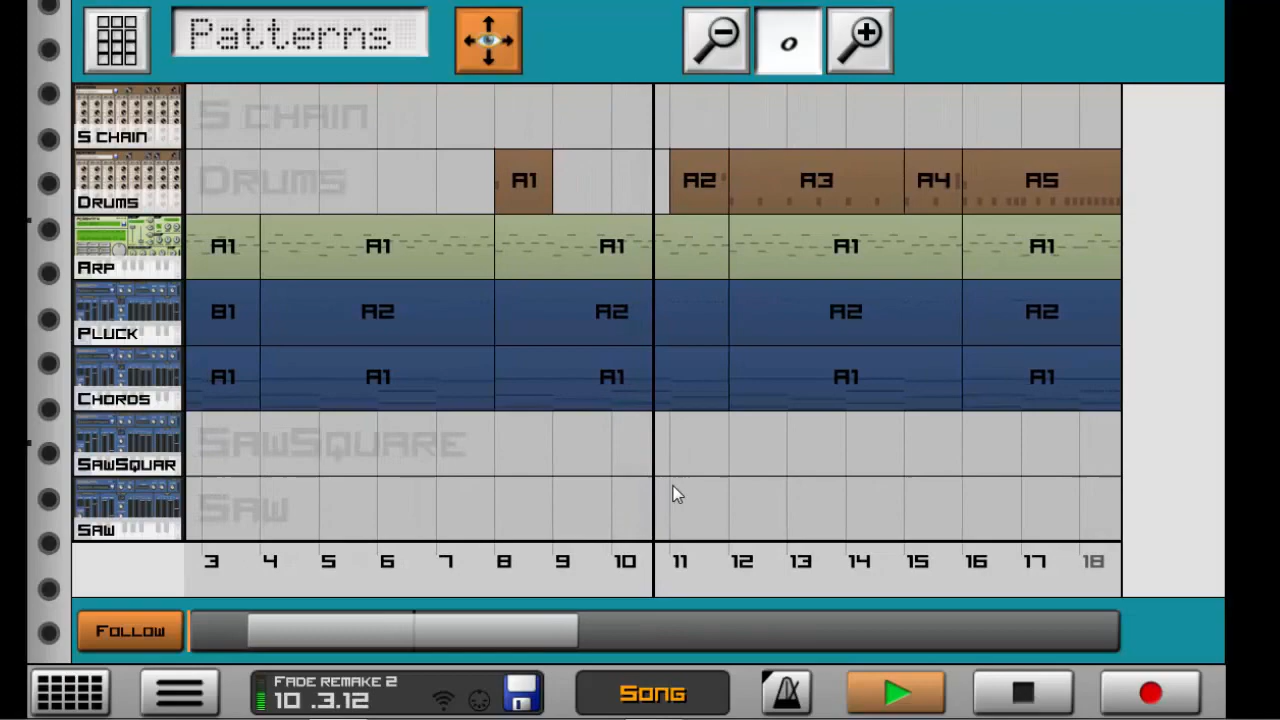 Patterns
S CHAIN
S CHAIN
DRUMS
DRUMS
A1 A2 A3 A4 A5
ARP
A1 A1 A1 A1 A1
PLUCK
B1 A2 A2 A2 A2
CHORDS
A1 A1 A1 A1 A1
SAWSQUAR
SAWSQUARE
SAW
SAW
3 4 5 6 7 8 9 10 11 12 13 14 15 16 17 18
FOLLOW
FADE REMAKE 2
10 .3.12
SONG